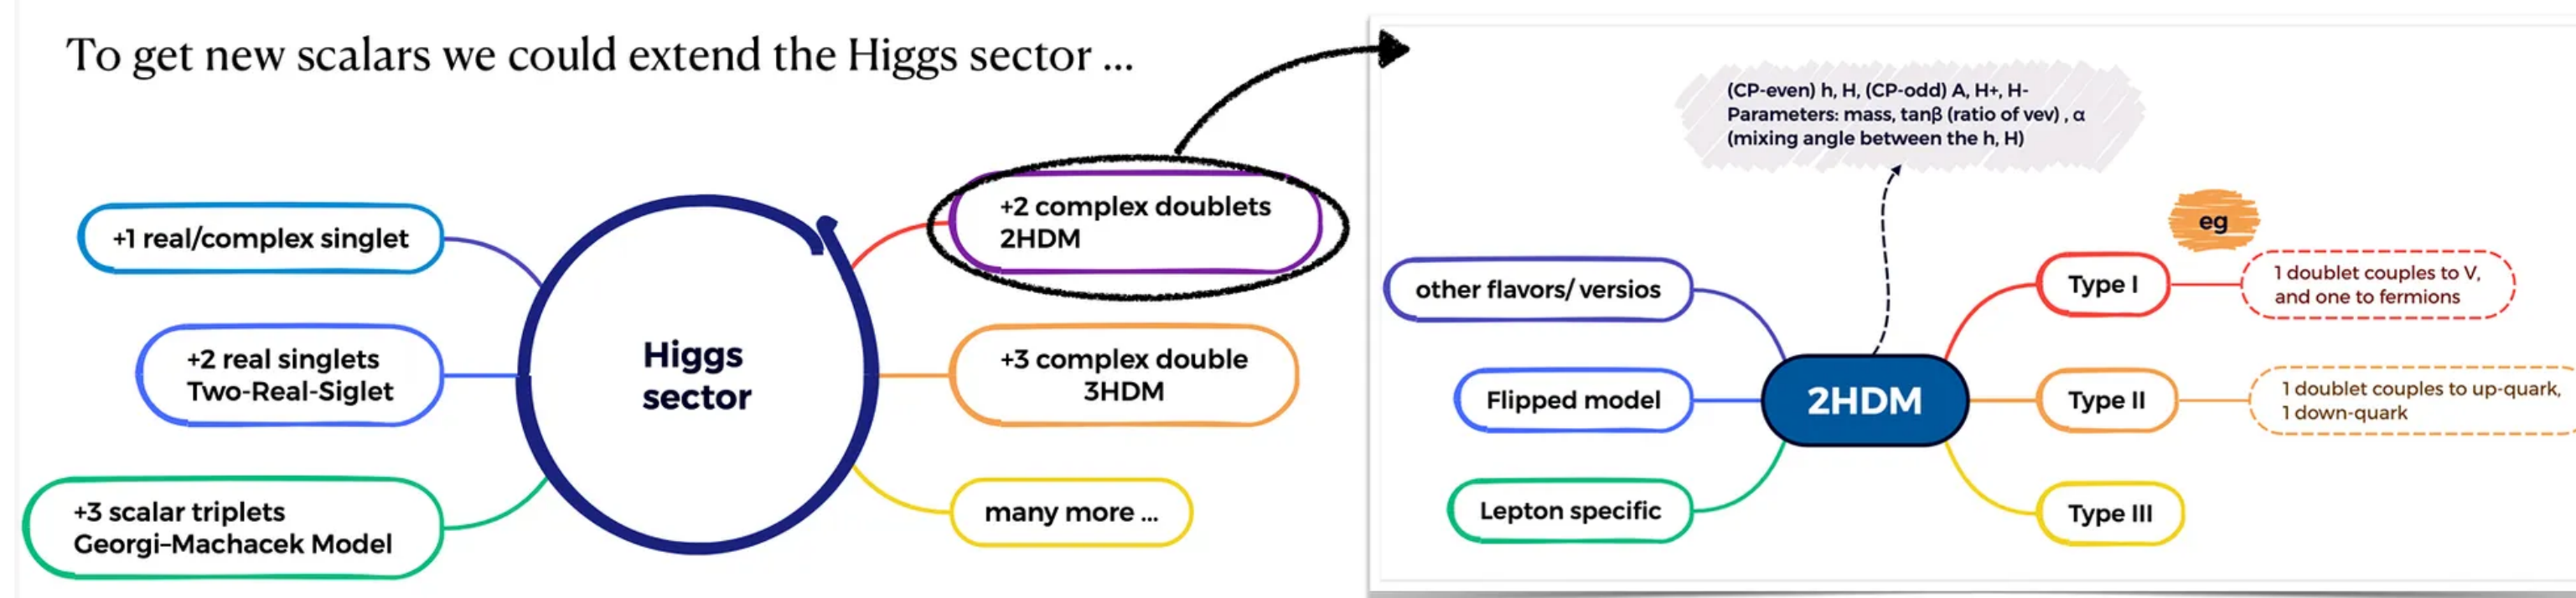 To get new scalars we could extend the Higgs sector ...
+1 real/complex singlet
+2 real singlets
Two-Real-Siglet
+3 scalar triplets
Georgi-Machacek Model
Higgs
sector
+2 complex doublets
2HDM
+3 complex double
3HDM
many more ...
(CP-even) h, H, (CP-odd) A, H+, H-
Parameters: mass, tanβ (ratio of vev) , α
(mixing angle between the h, H)
other flavors/ versios
Flipped model
Lepton specific
2HDM
eg
Type I
1 doublet couples to V,
and one to fermions
Type II
1 doublet couples to up-quark,
1 down-quark
Type III